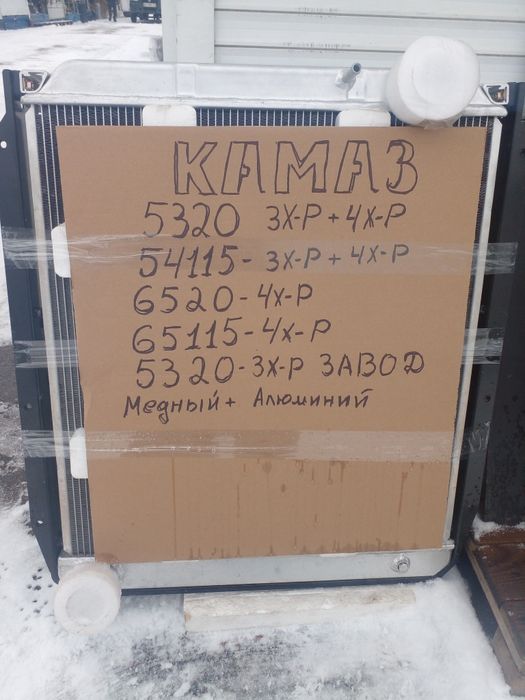 КАМАЗ
5320 3Х-Р + 4Х-Р
54115 - 3Х-Р + 4Х-Р
6520 - 4Х-Р
65115 - 4Х-Р
5320 - 3Х-Р ЗАВОД
Медный + Алюминий